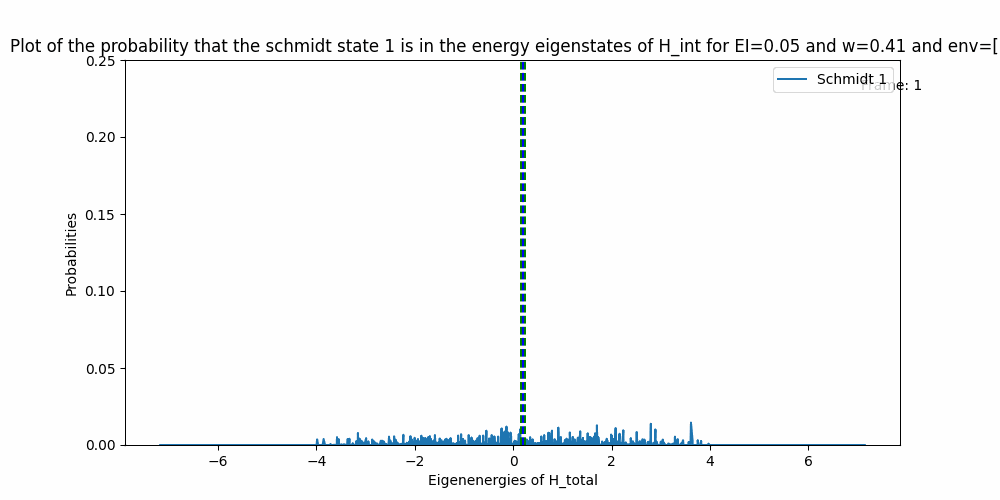 Plot of the probability that the schmidt state 1 is in the energy eigenstates of H_int for EI=0.05 and w=0.41 and env=[
Schmidt 1
Frame: 1
0.25
0.20
0.15
0.10
0.05
0.00
Probabilities
−6 −4 −2 0 2 4 6
Eigenenergies of H_total